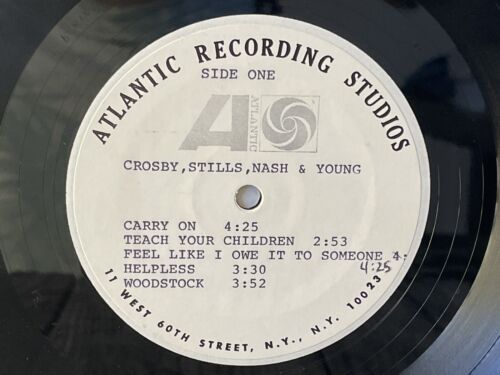 ATLANTIC RECORDING STUDIOS
SIDE ONE
A
ATLANTIC
CROSBY,STILLS,NASH & YOUNG
CARRY ON 4:25
TEACH YOUR CHILDREN 2:53
FEEL LIKE I OWE IT TO SOMEONE 4:
4:25
HELPLESS 3:30
WOODSTOCK 3:52
11 WEST 60TH STREET, N.Y., N.Y. 10023